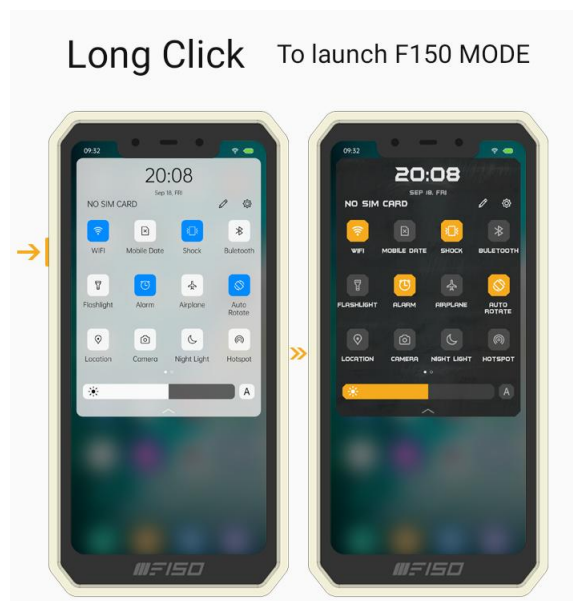 Long Click To launch F150 MODE
09:32
20:08
Sep 18, FRI
NO SIM CARD
WIFI Mobile Date Shock Buletooth
Flashlight Alarm Airplane Auto Rotate
Location Camera Night Light Hotspot
A
F150
09:32
20:08
SEP 18, FRI
NO SIM CARD
WIFI MOBILE DATE SHOCK BULETOOTH
FLASHLIGHT ALARM AIRPLANE AUTO ROTATE
LOCATION CAMERA NIGHT LIGHT HOTSPOT
A
F150